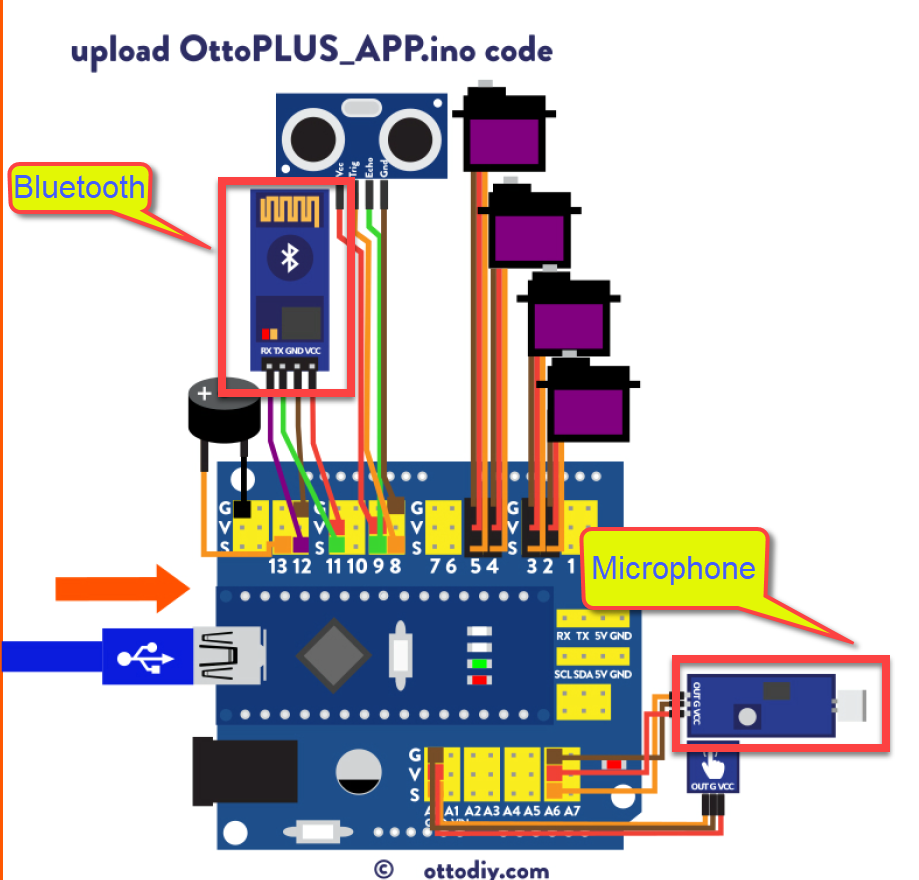 upload OttoPLUS_APP.ino code
Vcc
Trig
Echo
Gnd
Bluetooth
RX TX GND VCC
+
G
V
S
G
V
S
G
V
S
13 12
11 10
9 8
7 6
5 4
3 2
1
Microphone
RX TX 5V GND
SCL SDA 5V GND
OUT G VCC
G
V
S
OUT G VCC
A1 A2 A3 A4 A5 A6 A7
© ottodiy.com